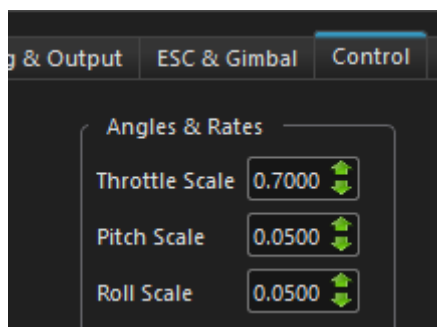 g & Output ESC & Gimbal Control
Angles & Rates
Throttle Scale 0.7000
Pitch Scale 0.0500
Roll Scale 0.0500